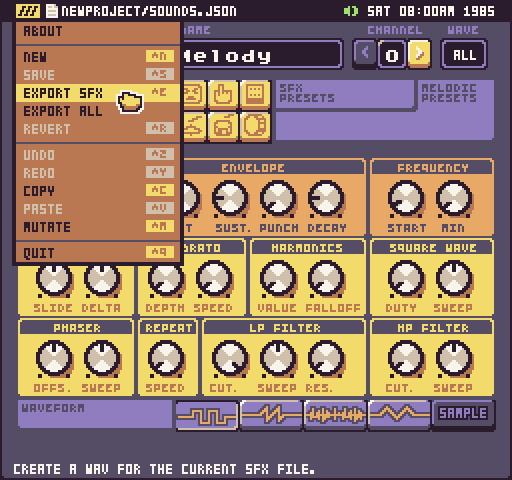 NEWPROJECT/SOUNDS.JSON
SAT 08:00AM 1985
ABOUT
NEW ^N
SAVE ^S
EXPORT SFX ^E
EXPORT ALL
REVERT ^R
UNDO ^Z
REDO ^Y
COPY ^C
PASTE ^V
MUTATE ^M
QUIT ^Q
NAME
Melody
CHANNEL
0
WAVE
ALL
SFX
PRESETS
MELODIC
PRESETS
ENVELOPE
SUST. PUNCH DECAY
FREQUENCY
START MIN
SLIDE DELTA
DEPTH SPEED
HARMONICS
VALUE FALLOFF
SQUARE WAVE
DUTY SWEEP
PHASER
OFFS. SWEEP
REPEAT
SPEED
LP FILTER
CUT. SWEEP RES.
HP FILTER
CUT. SWEEP
WAVEFORM
SAMPLE
CREATE A WAV FOR THE CURRENT SFX FILE.